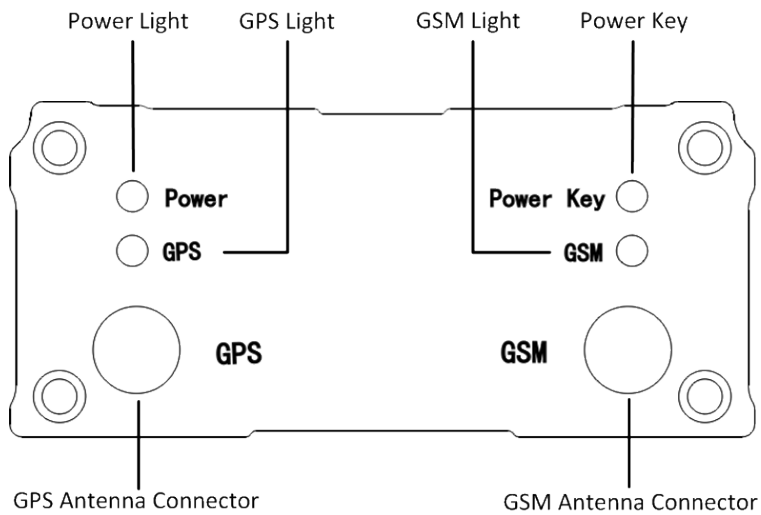 Power Light GPS Light GSM Light Power Key
Power Power Key
GPS GSM
GPS GSM
GPS Antenna Connector GSM Antenna Connector